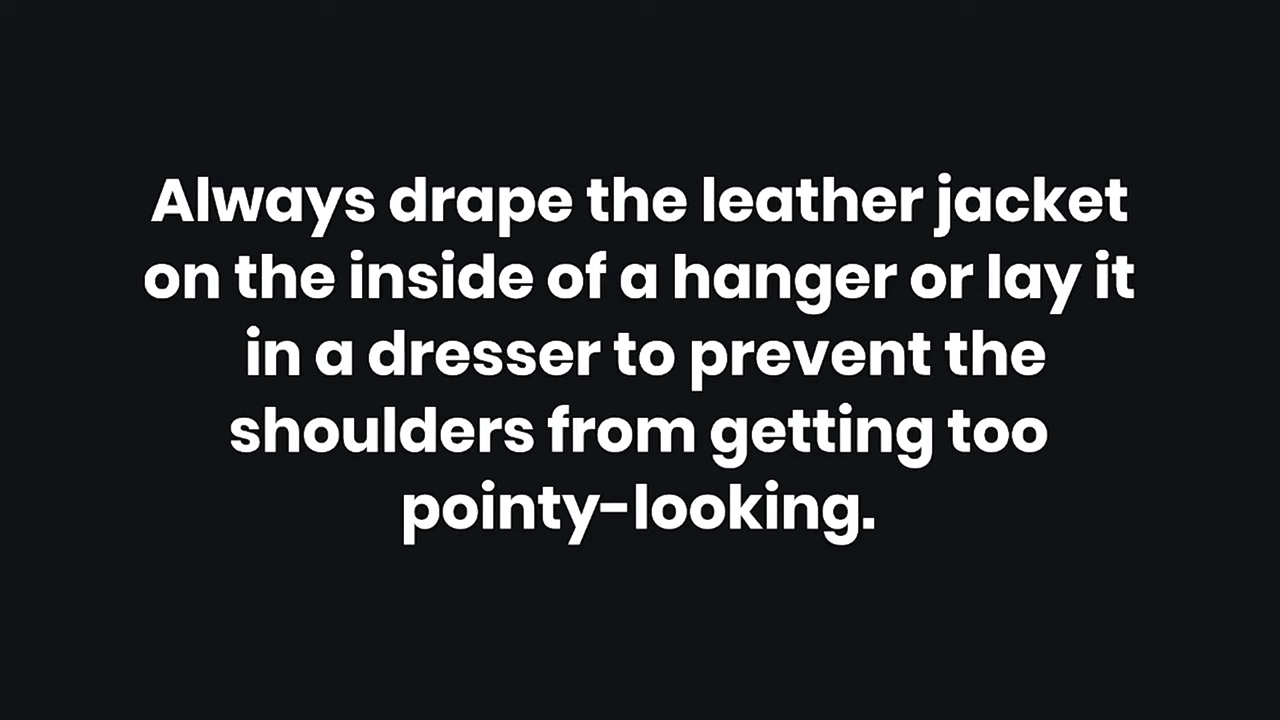 Always drape the leather jacket
on the inside of a hanger or lay it
in a dresser to prevent the
shoulders from getting too
pointy-looking.